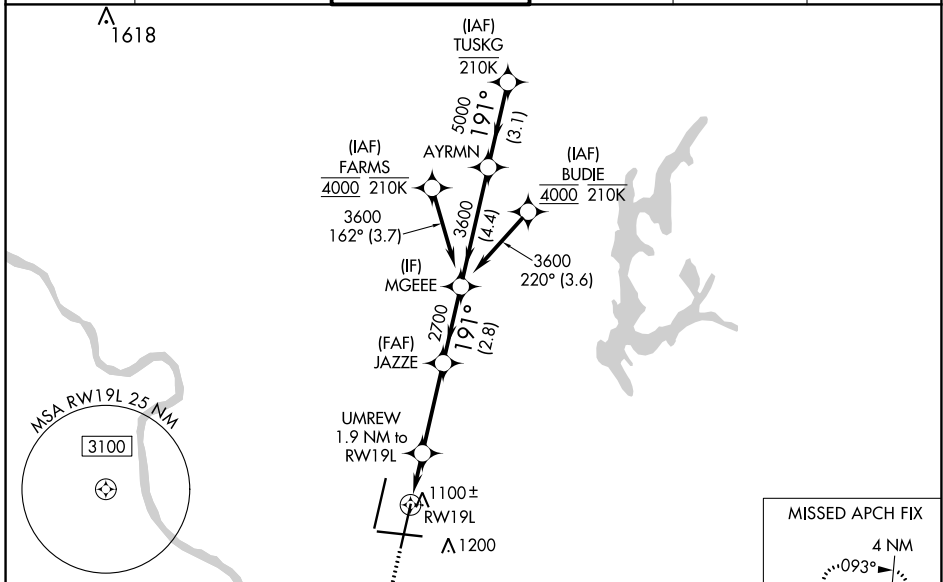 1618
(IAF)
TUSKG
210K
5000
191°
(3.1)
(IAF)
FARMS
4000 210K
AYRMN
(IAF)
BUDIE
4000 210K
3600
162° (3.7)
3600
(4.4)
3600
220° (3.6)
(IF)
MGEEE
2700
191°
(2.8)
(FAF)
JAZZE
UMREW
1.9 NM to
RW19L
MSA RW19L 25 NM
3100
1100±
RW19L
1200
MISSED APCH FIX
4 NM
093°